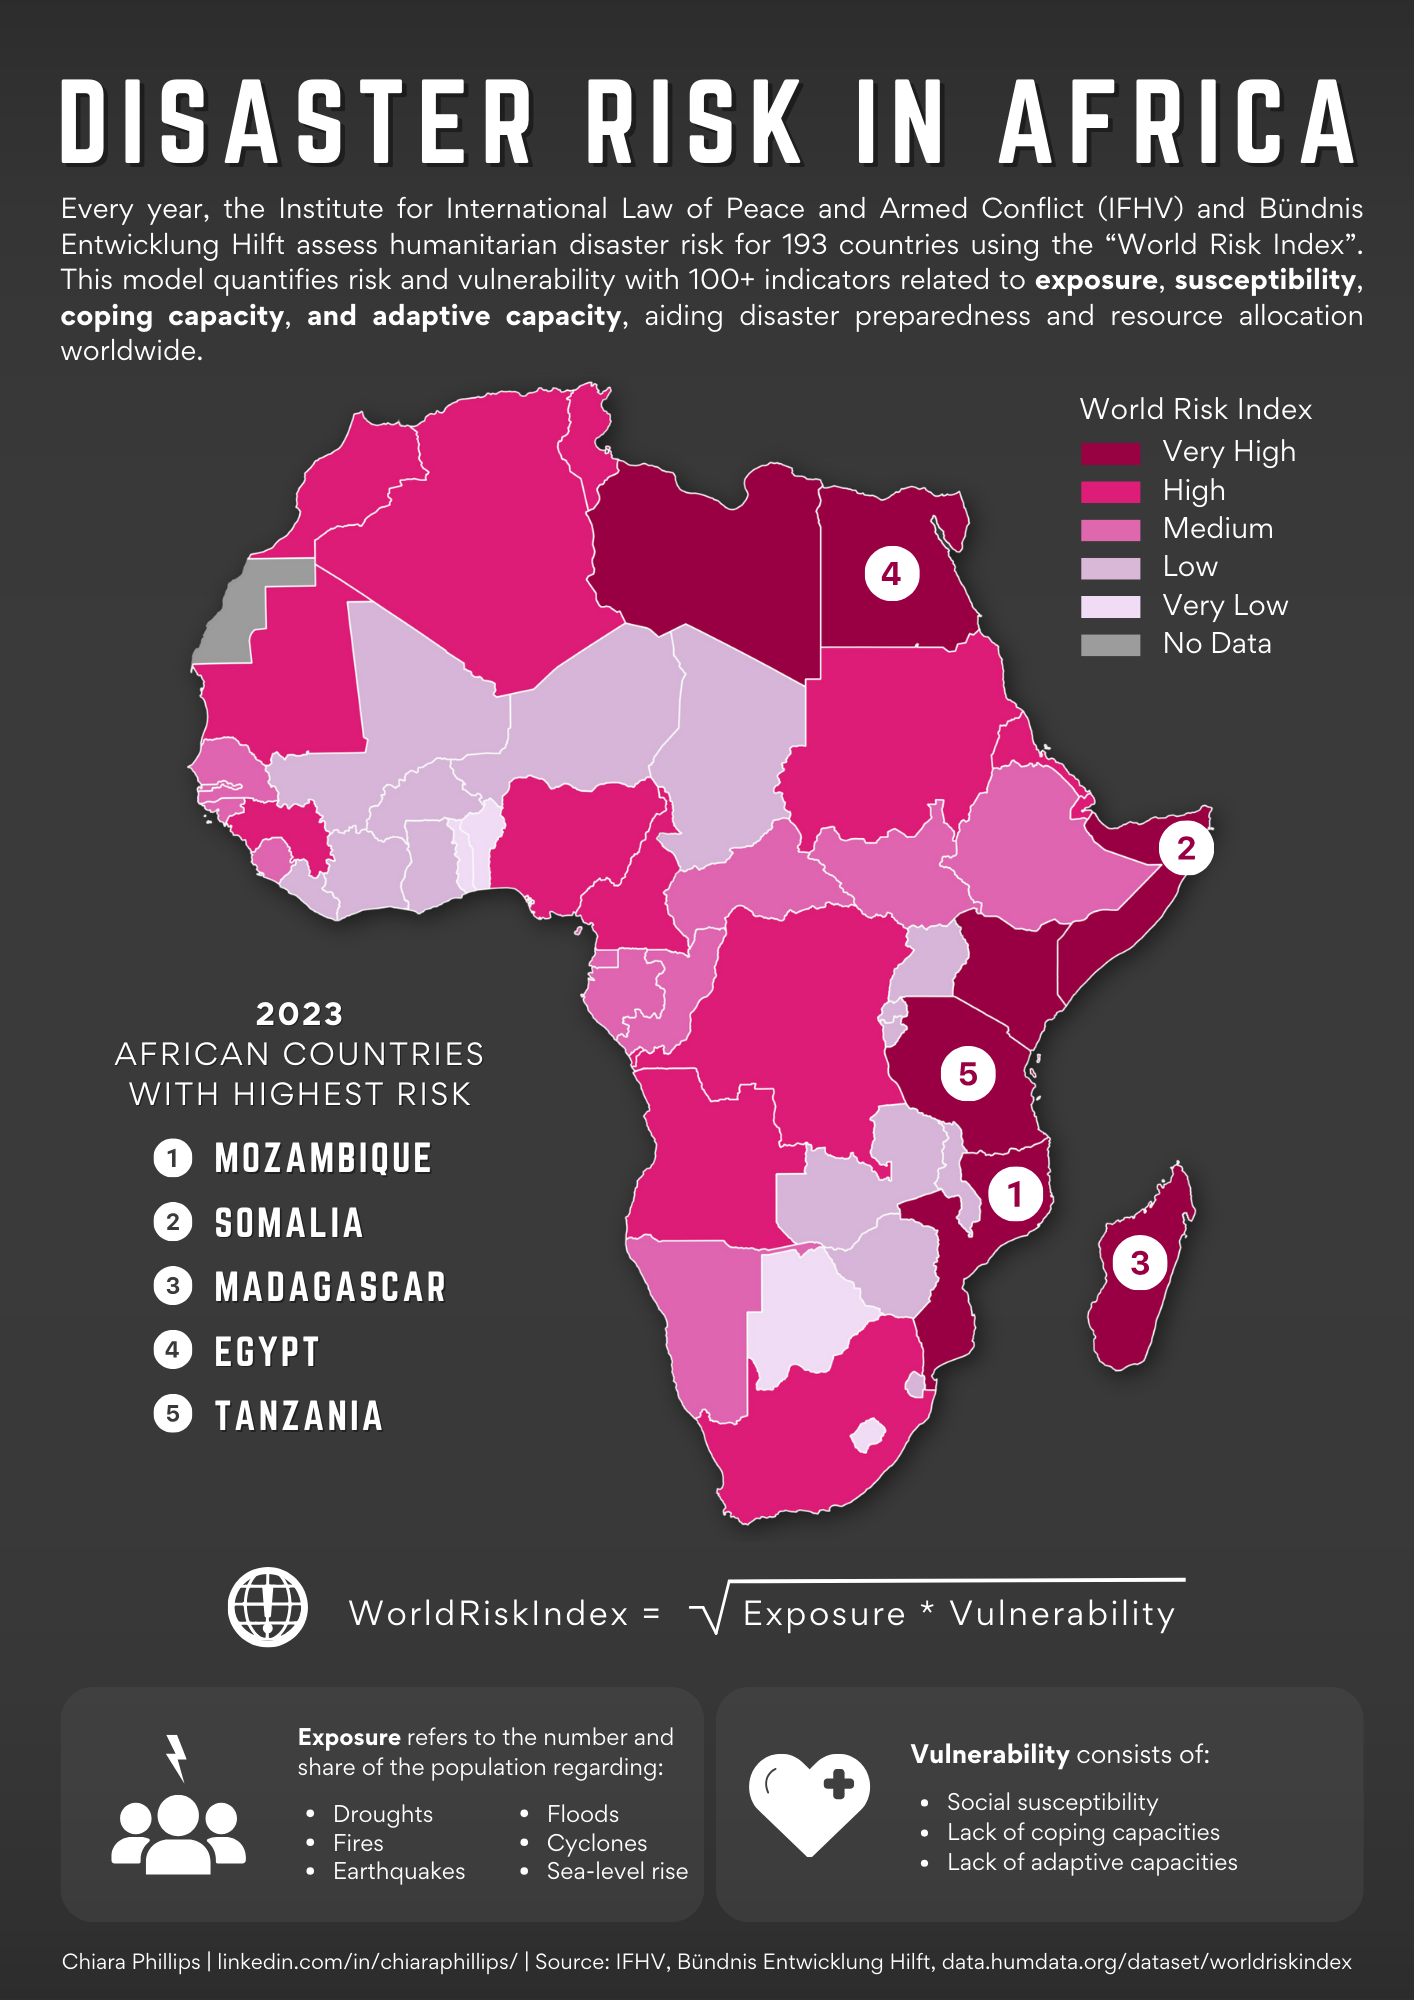 DISASTER RISK IN AFRICA
Every year, the Institute for International Law of Peace and Armed Conflict (IFHV) and Bündnis
Entwicklung Hilft assess humanitarian disaster risk for 193 countries using the “World Risk Index”.
This model quantifies risk and vulnerability with 100+ indicators related to exposure, susceptibility,
coping capacity, and adaptive capacity, aiding disaster preparedness and resource allocation
worldwide.
World Risk Index
Very High
High
Medium
Low
Very Low
No Data
4
2
5
1
3
2023
AFRICAN COUNTRIES
WITH HIGHEST RISK
1 MOZAMBIQUE
2 SOMALIA
3 MADAGASCAR
4 EGYPT
5 TANZANIA
WorldRiskIndex = √ Exposure * Vulnerability
Exposure refers to the number and
share of the population regarding:
• Droughts
• Fires
• Earthquakes
• Floods
• Cyclones
• Sea-level rise
Vulnerability consists of:
• Social susceptibility
• Lack of coping capacities
• Lack of adaptive capacities
Chiara Phillips | linkedin.com/in/chiaraphillips/ | Source: IFHV, Bündnis Entwicklung Hilft, data.humdata.org/dataset/worldriskindex